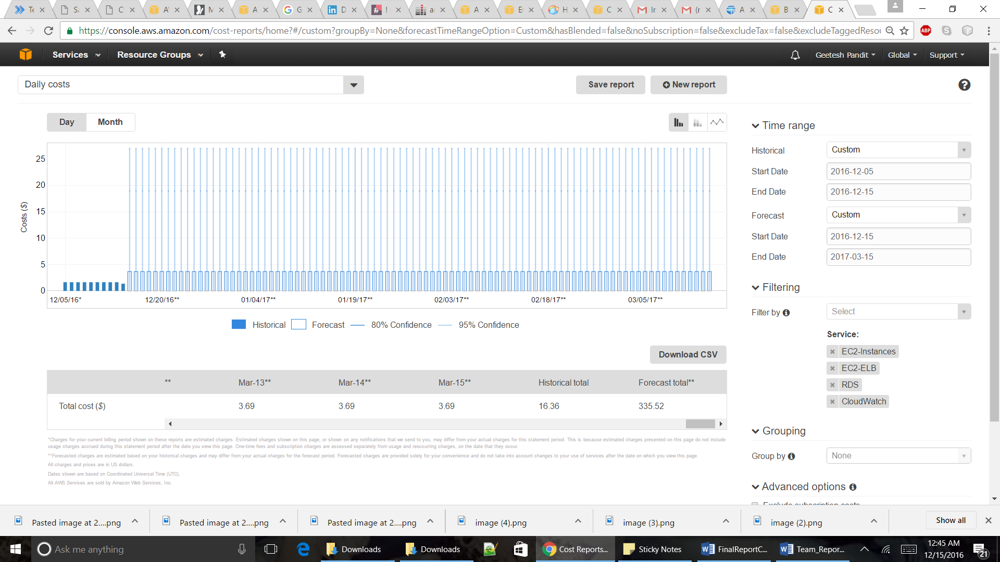 Te
S
C
A
M
A
G
D
!
a
A
E
H
C
Ir
(r
A
B
C
https://console.aws.amazon.com/cost-reports/home?#/custom?groupBy=None&forecastTimeRangeOption=Custom&hasBlended=false&noSubscription=false&excludeTax=false&excludeTaggedResou
ABP
Services
Resource Groups
Geetesh Pandit
Global
Support
Daily costs
Save report
New report
?
Day
Month
Costs ($)
25
20
15
10
5
0
12/05/16*
12/20/16**
01/04/17**
01/19/17**
02/03/17**
02/18/17**
03/05/17**
Historical
Forecast
80% Confidence
95% Confidence
Download CSV
**
Mar-13**
Mar-14**
Mar-15**
Historical total
Forecast total**
Total cost ($)
3.69
3.69
3.69
16.36
335.52
*Charges for your current billing period shown on these reports are estimated charges. Estimated charges shown on this page, or shown on any notifications that we send to you, may differ from your actual charges for this statement period. This is because estimated charges presented on this page do not include
usage charges accrued during this statement period after the date you view this page. One-time fees and subscription charges are assessed separately from usage and reoccurring charges, on the date that they occur.
**Forecasted charges are estimated based on your historical charges and may differ from your actual charges for the forecast period. Forecasted charges are provided solely for your convenience and do not take into account changes to your use of services after the date on which you view this page.
All charges and prices are in US dollars.
Dates shown are based on Coordinated Universal Time (UTC).
All AWS Services are sold by Amazon Web Services, Inc.
Time range
Historical
Custom
Start Date
2016-12-05
End Date
2016-12-15
Forecast
Custom
Start Date
2016-12-15
End Date
2017-03-15
Filtering
Filter by
Select
Service:
EC2-Instances
EC2-ELB
RDS
CloudWatch
Grouping
Group by
None
Advanced options
Exclude subscription costs
Pasted image at 2....png
Pasted image at 2....png
Pasted image at 2....png
image (4).png
image (3).png
image (2).png
Show all
Ask me anything
Downloads
Downloads
Cost Reports...
Sticky Notes
FinalReportC...
Team_Repor...
12:45 AM
12/15/2016
21